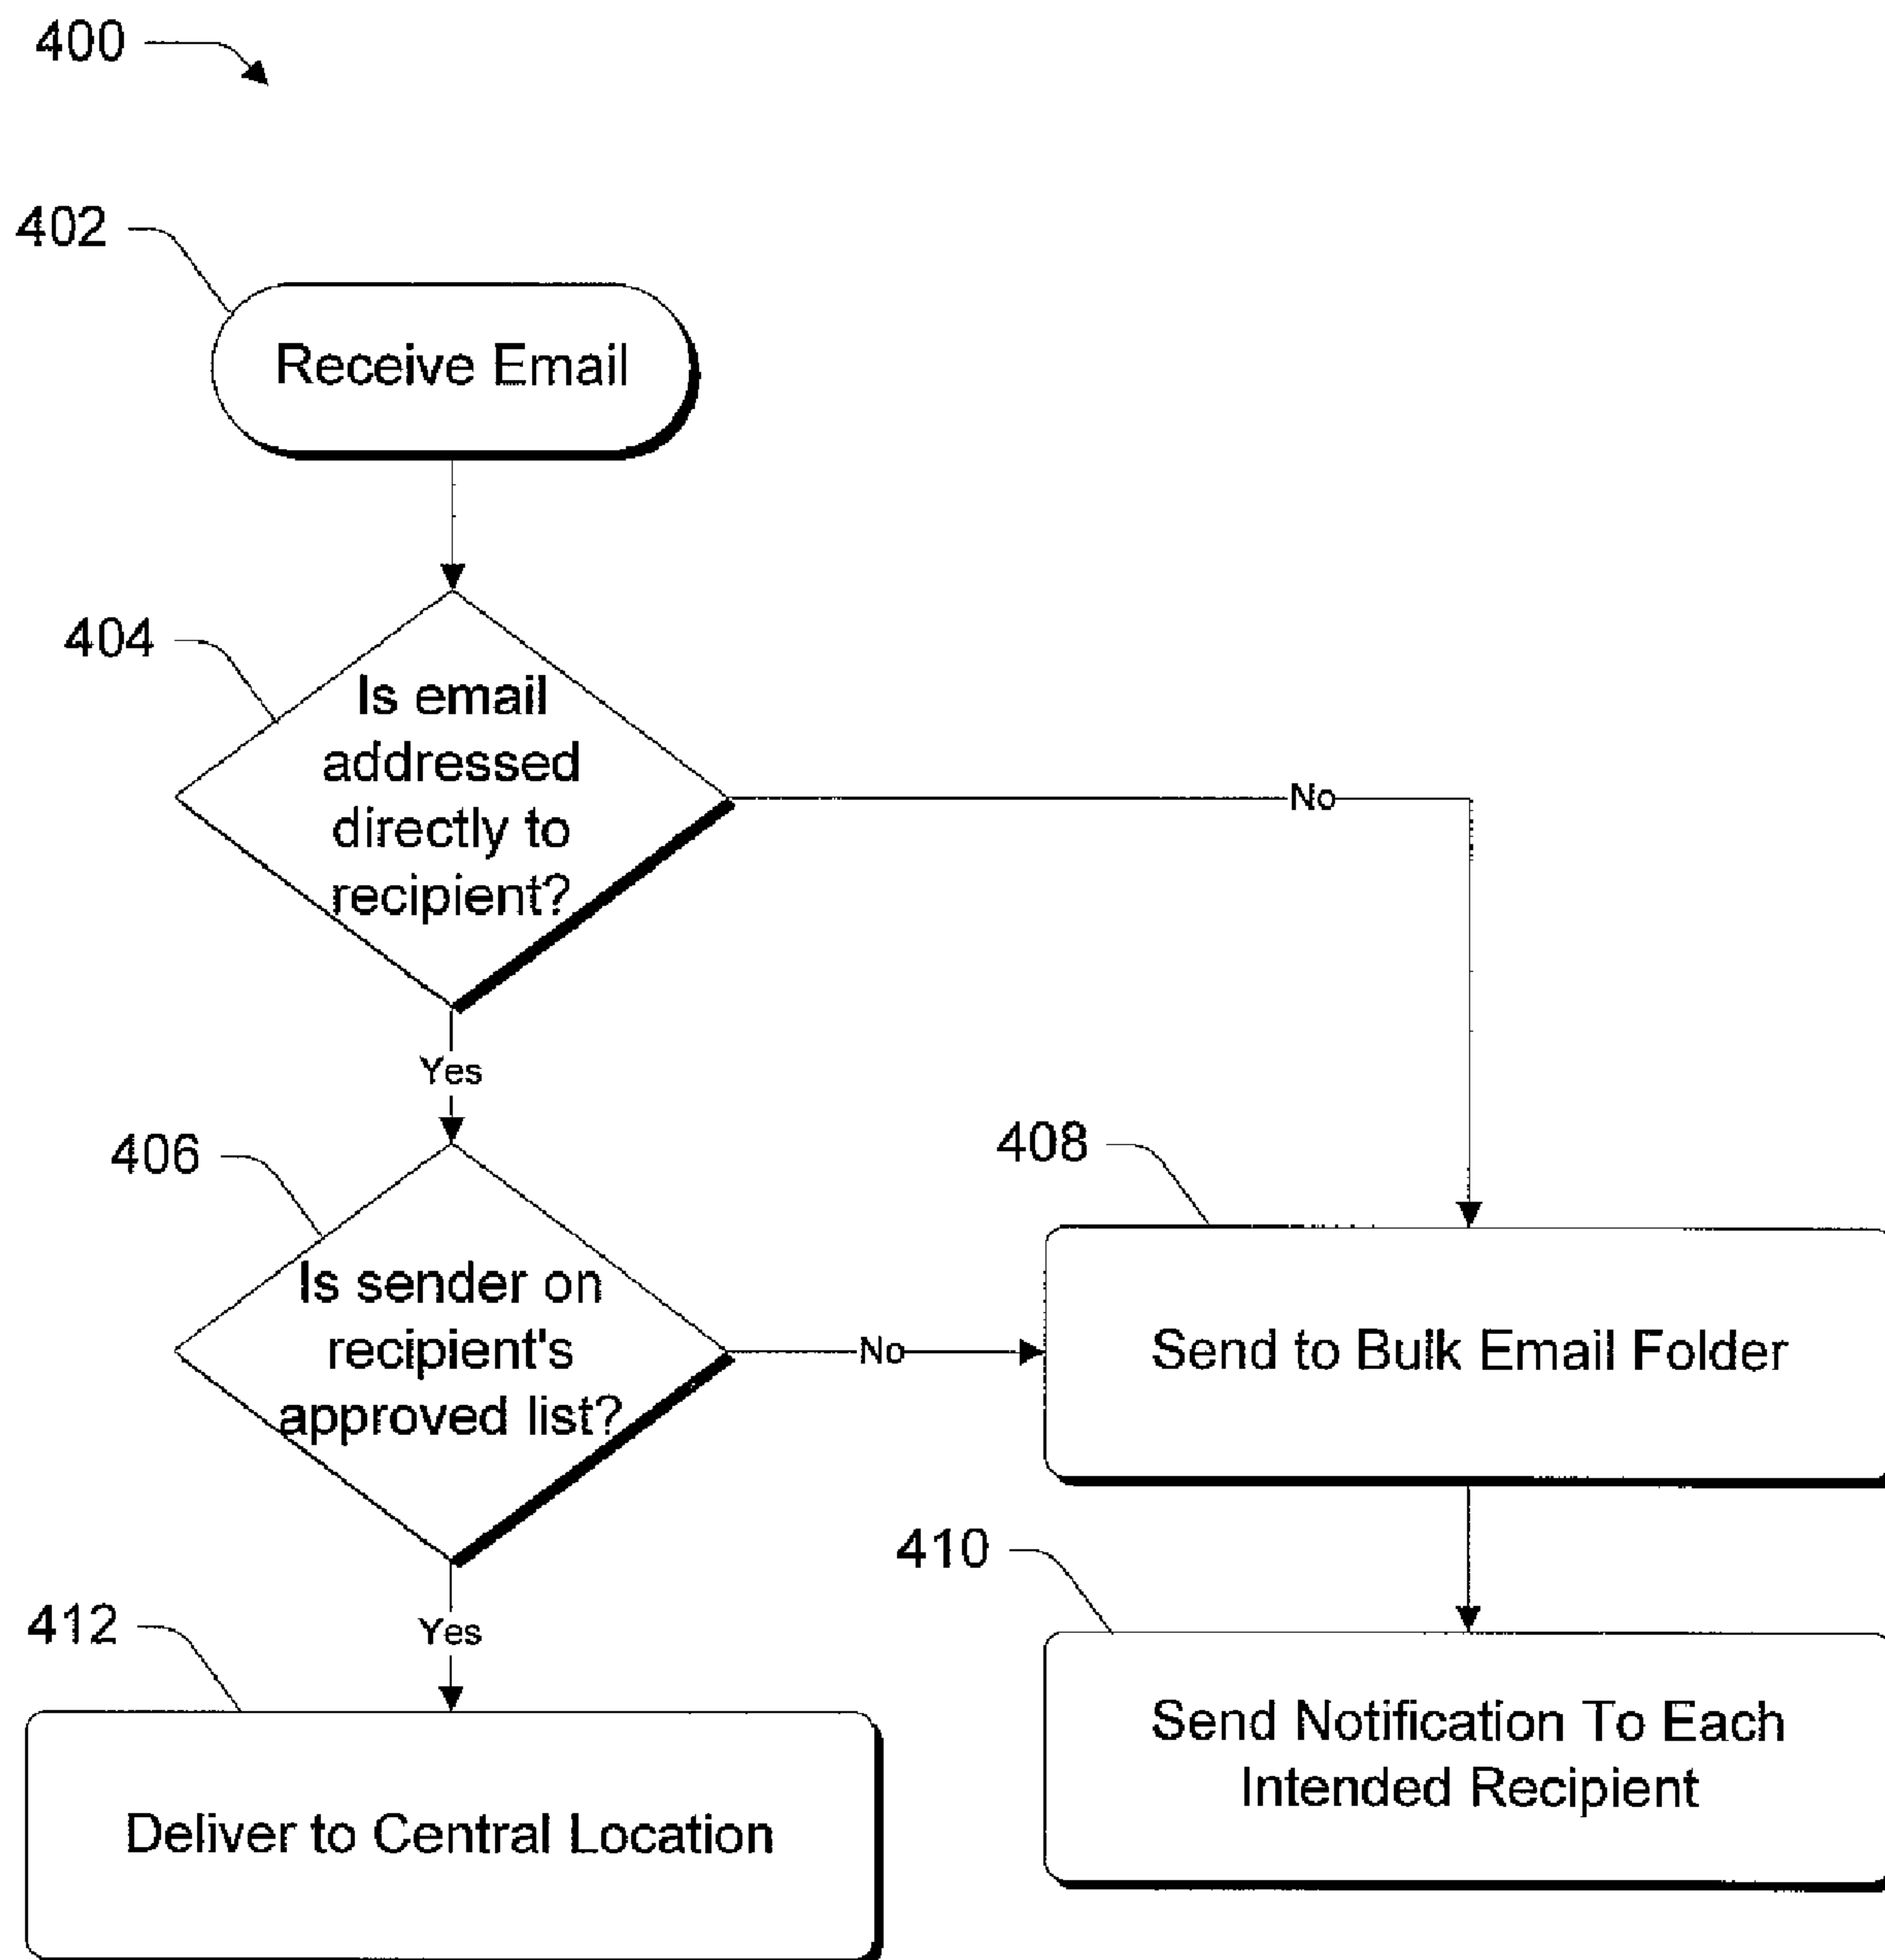 400
402
Receive Email
404
Is email
addressed
directly to
recipient?
No
Yes
406
Is sender on
recipient's
approved list?
No
408
Send to Bulk Email Folder
410
Send Notification To Each
Intended Recipient
Yes
412
Deliver to Central Location